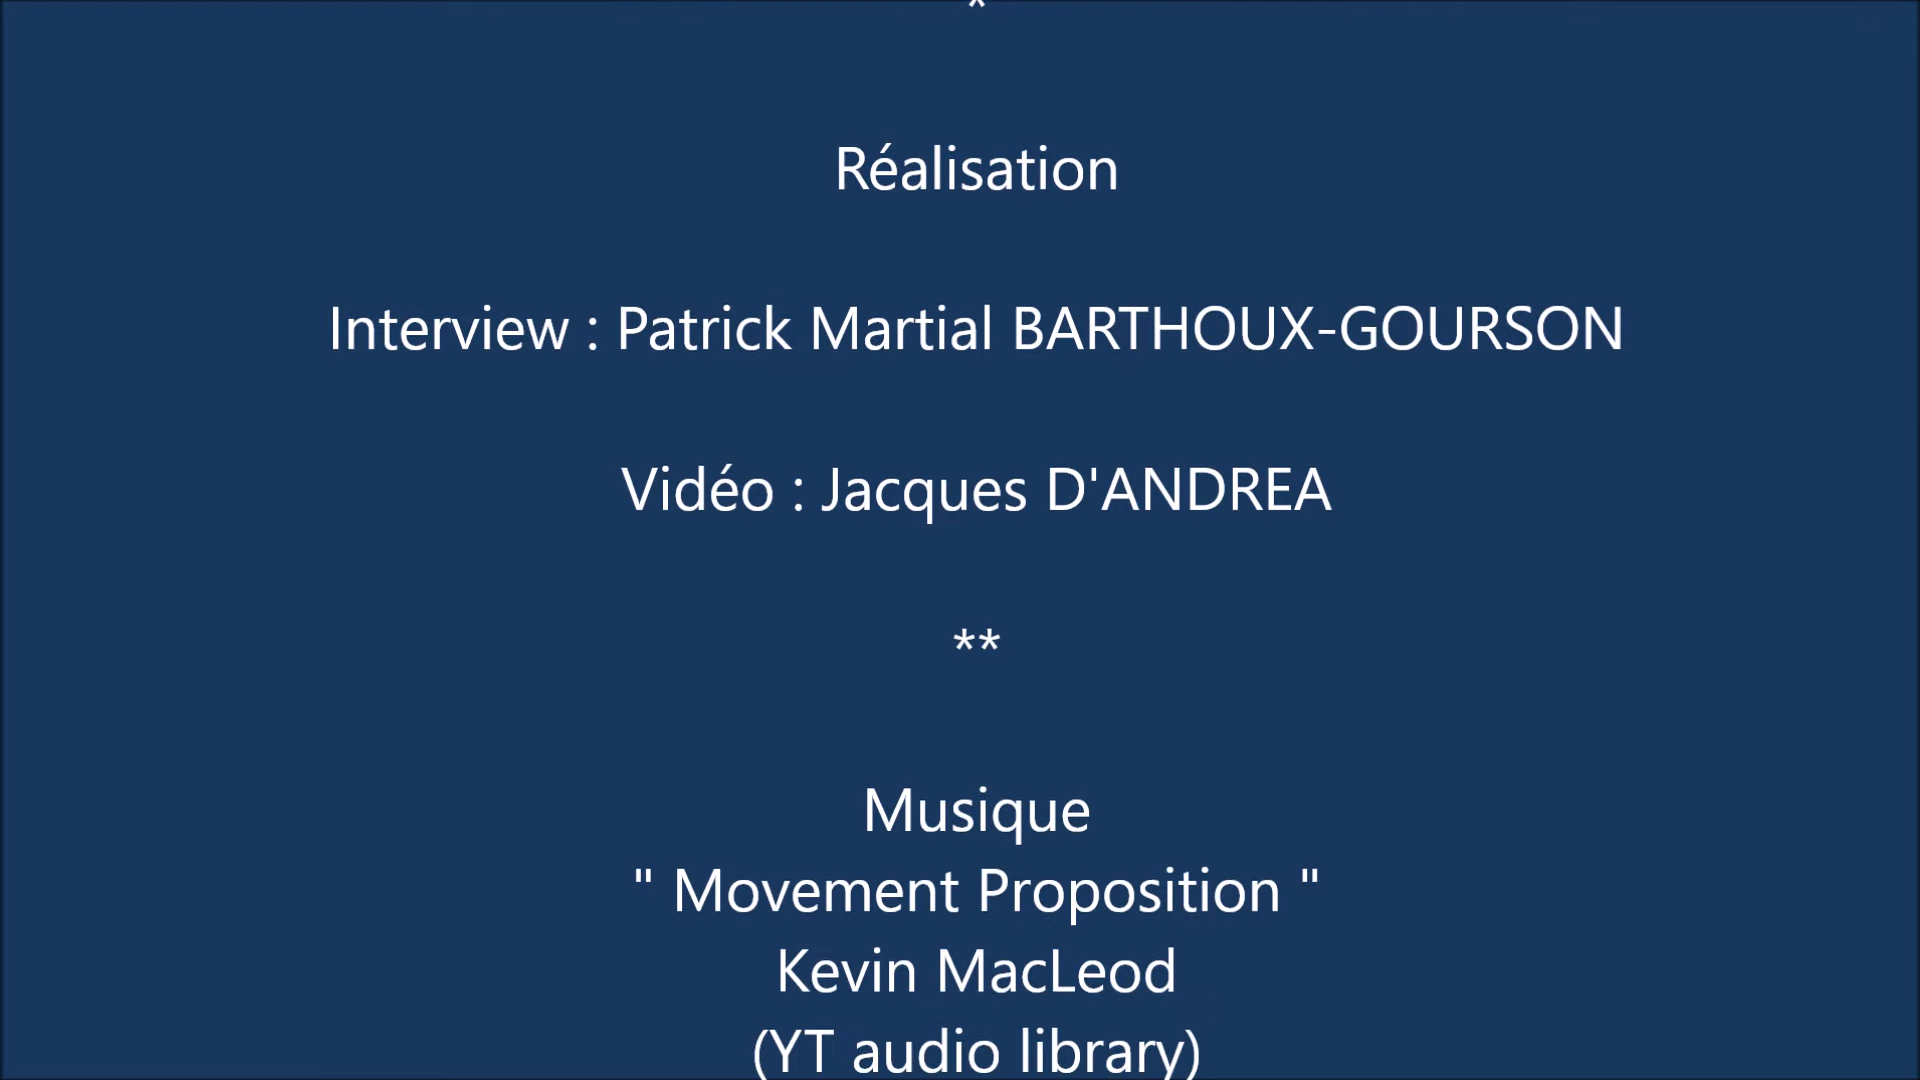 *
Réalisation
Interview : Patrick Martial BARTHOUX-GOURSON
Vidéo : Jacques D'ANDREA
**
Musique
" Movement Proposition "
Kevin MacLeod
(YT audio library)